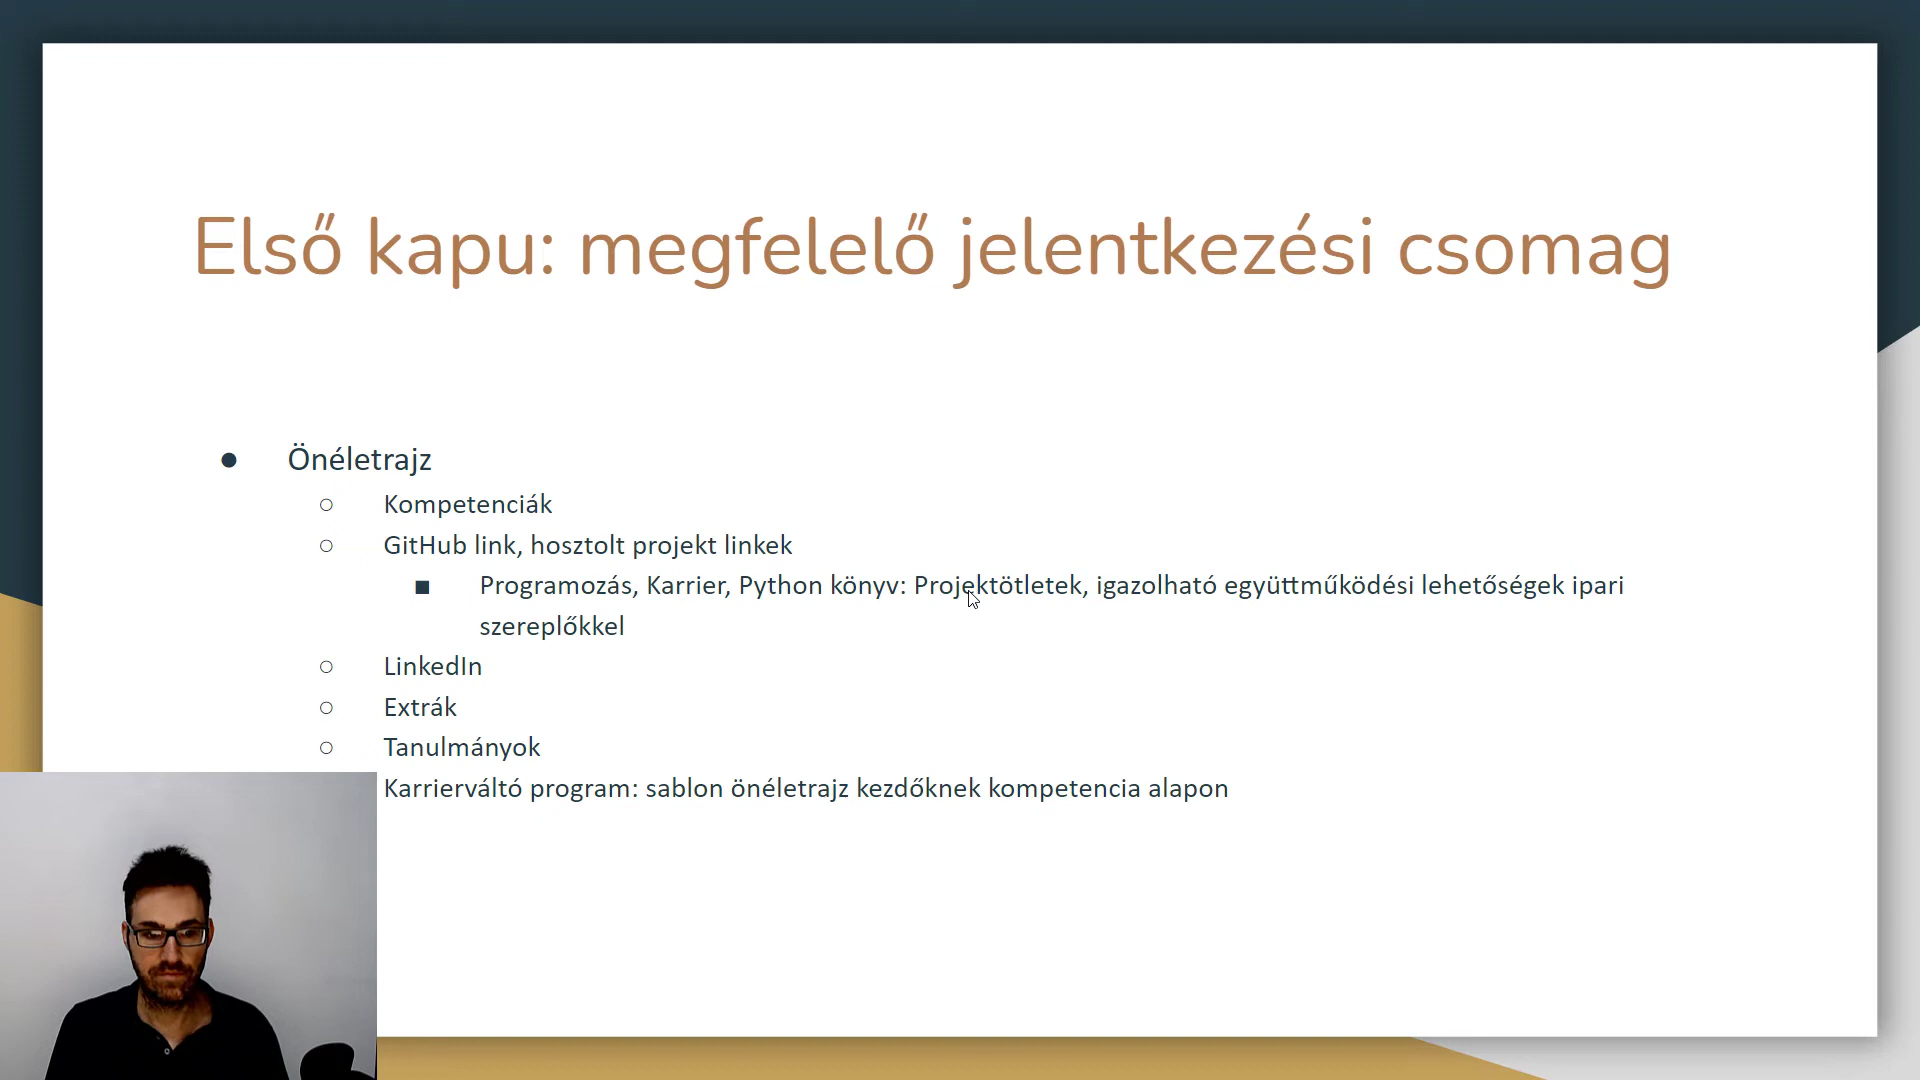 Első kapu: megfelelő jelentkezési csomag
● Önéletrajz
○ Kompetenciák
○ GitHub link, hosztolt projekt linkek
■ Programozás, Karrier, Python könyv: Projektötletek, igazolható együttműködési lehetőségek ipari
szereplőkkel
○ LinkedIn
○ Extrák
○ Tanulmányok
Karrierváltó program: sablon önéletrajz kezdőknek kompetencia alapon